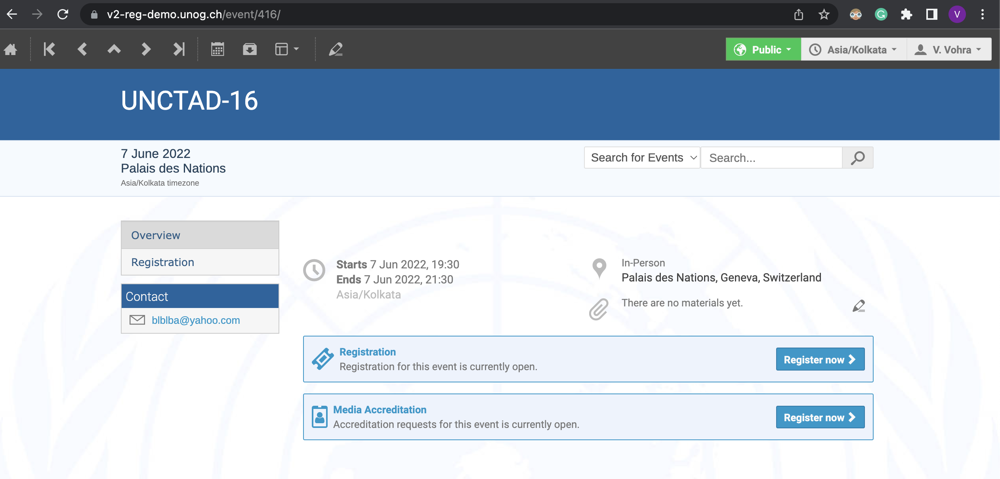 v2-reg-demo.unog.ch/event/416/
V
Public
Asia/Kolkata
V. Vohra
UNCTAD-16
7 June 2022
Palais des Nations
Asia/Kolkata timezone
Search for Events
Search...
Overview
Registration
Contact
blblba@yahoo.com
Starts 7 Jun 2022, 19:30
Ends 7 Jun 2022, 21:30
Asia/Kolkata
In-Person
Palais des Nations, Geneva, Switzerland
There are no materials yet.
Registration
Registration for this event is currently open.
Register now
Media Accreditation
Accreditation requests for this event is currently open.
Register now